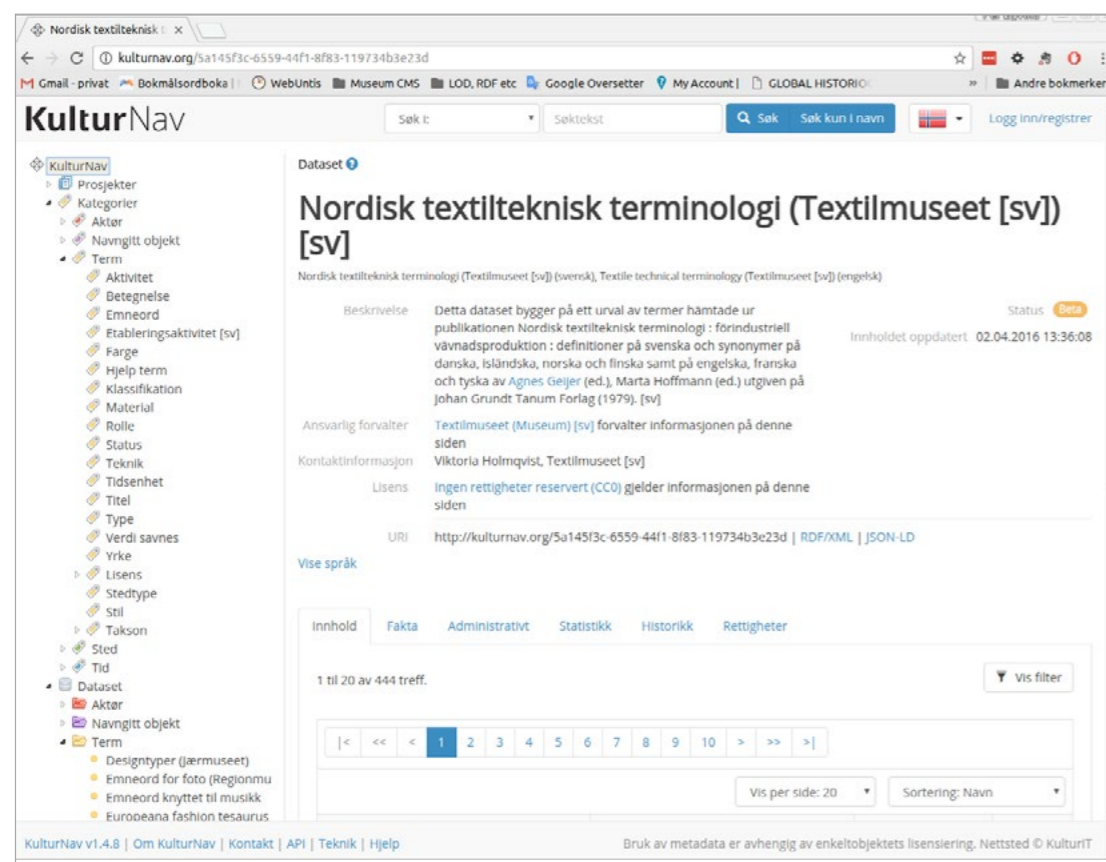 Nordisk textilteknisk t
kulturnav.org/5a145f3c-6559-44f1-8f83-119734b3e23d
Gmail - privat Bokmålsordboka | WebUntis Museum CMS LOD, RDF etc Google Oversetter My Account | GLOBAL HISTORIO » Andre bokmerker
KulturNav Søk i: Søktekst Søk Søk kun i navn Logg inn/registrer
KulturNav
Prosjekter
Kategorier
Aktør
Navngitt objekt
Term
Aktivitet
Betegnelse
Emneord
Etableringsaktivitet [sv]
Farge
Hjelp term
Klassifikation
Material
Rolle
Status
Teknik
Tidsenhet
Titel
Type
Verdi savnes
Yrke
Lisens
Stedtype
Stil
Takson
Sted
Tid
Dataset
Aktør
Navngitt objekt
Term
Designtyper (Jærmuseet)
Emneord for foto (Regionmu
Emneord knyttet til musikk
Europeana fashion tesaurus
Dataset
Nordisk textilteknisk terminologi (Textilmuseet [sv])
[sv]
Nordisk textilteknisk terminologi (Textilmuseet [sv]) (svensk), Textile technical terminology (Textilmuseet [sv]) (engelsk)
Beskrivelse Detta dataset bygger på ett urval av termer hämtade ur
publikationen Nordisk textilteknisk terminologi : förindustriell
vävnadsproduktion : definitioner på svenska och synonymer på
danska, isländska, norska och finska samt på engelska, franska
och tyska av Agnes Geijer (ed.), Marta Hoffmann (ed.) utgiven på
Johan Grundt Tanum Forlag (1979). [sv]
Status Beta
Innholdet oppdatert 02.04.2016 13:36:08
Ansvarlig forvalter Textilmuseet (Museum) [sv] forvalter informasjonen på denne
siden
Kontaktinformasjon Viktoria Holmqvist, Textilmuseet [sv]
Lisens Ingen rettigheter reservert (CC0) gjelder informasjonen på denne
siden
URI http://kulturnav.org/5a145f3c-6559-44f1-8f83-119734b3e23d | RDF/XML | JSON-LD
Vise språk
Innhold Fakta Administrativt Statistikk Historikk Rettigheter
1 til 20 av 444 treff. Vis filter
|< << < 1 2 3 4 5 6 7 8 9 10 > >> >|
Vis per side: 20 Sortering: Navn
KulturNav v1.4.8 | Om KulturNav | Kontakt | API | Teknik | Hjelp Bruk av metadata er avhengig av enkeltobjektets lisensiering. Nettsted © KulturIT